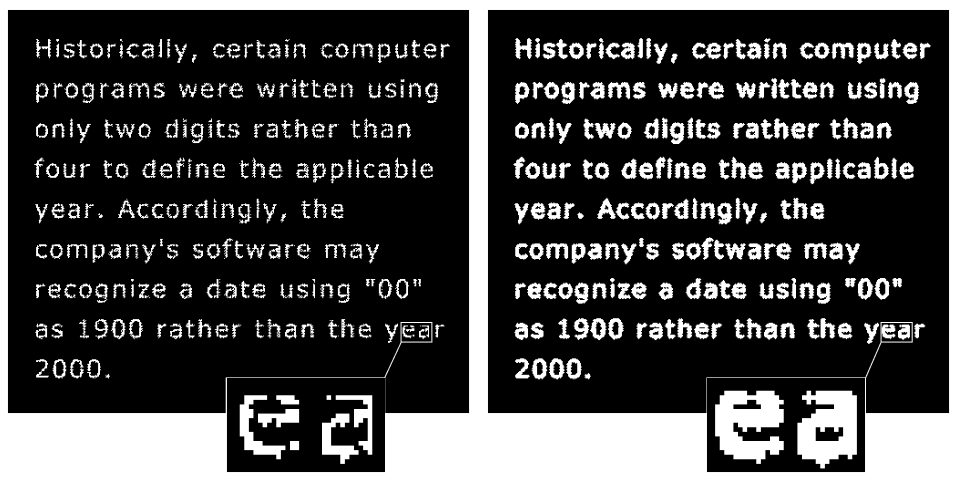 Historically, certain computer
programs were written using
only two digits rather than
four to define the applicable
year. Accordingly, the
company's software may
recognize a date using "00"
as 1900 rather than the year
2000.
ea
Historically, certain computer
programs were written using
only two digits rather than
four to define the applicable
year. Accordingly, the
company's software may
recognize a date using "00"
as 1900 rather than the year
2000.
ea